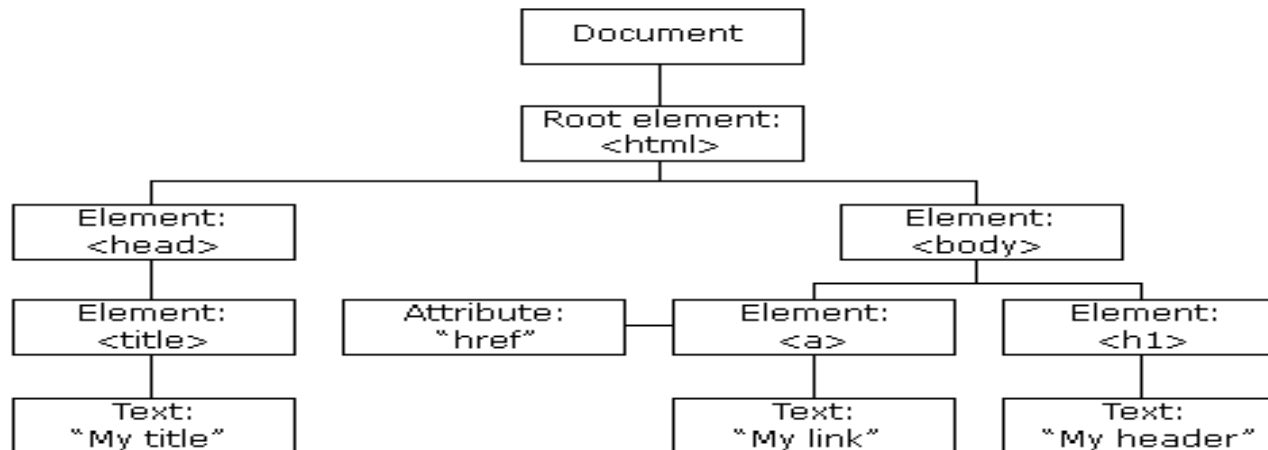 Document
Root element:
<html>
Element:
<head>
Element:
<body>
Element:
<title>
Attribute:
“href”
Element:
<a>
Element:
<h1>
Text:
“My title”
Text:
“My link”
Text:
“My header”